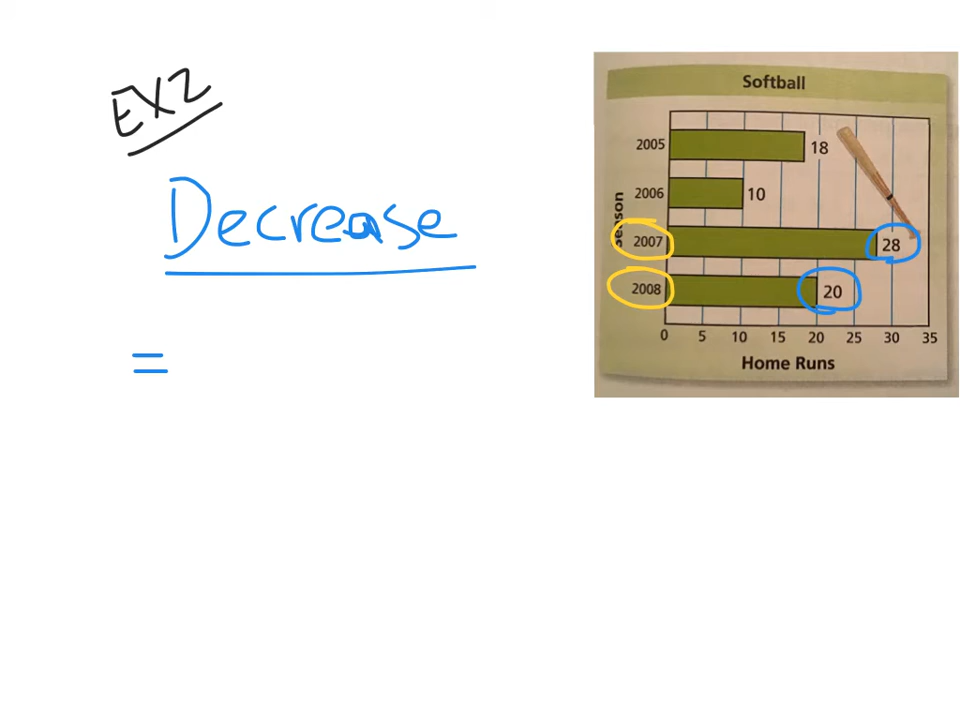 EX2
Decrease
=
Softball
2005 18
2006 10
Season
2007 28
2008 20
0 5 10 15 20 25 30 35
Home Runs